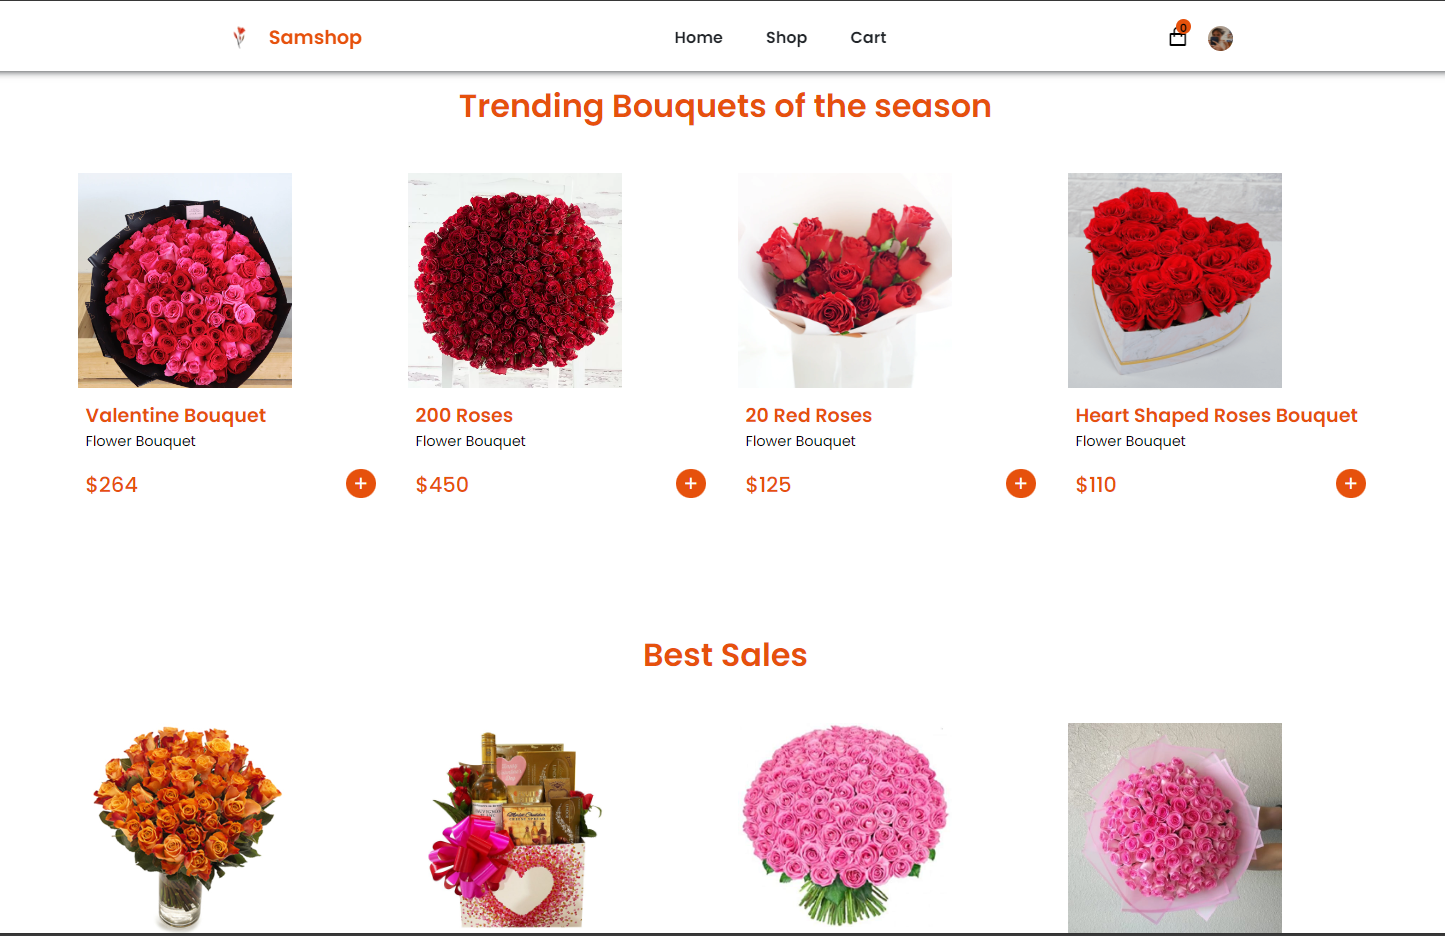 Samshop
Home
Shop
Cart
0
Trending Bouquets of the season
Valentine Bouquet
Flower Bouquet
$264
+
200 Roses
Flower Bouquet
$450
+
20 Red Roses
Flower Bouquet
$125
+
Heart Shaped Roses Bouquet
Flower Bouquet
$110
+
Best Sales